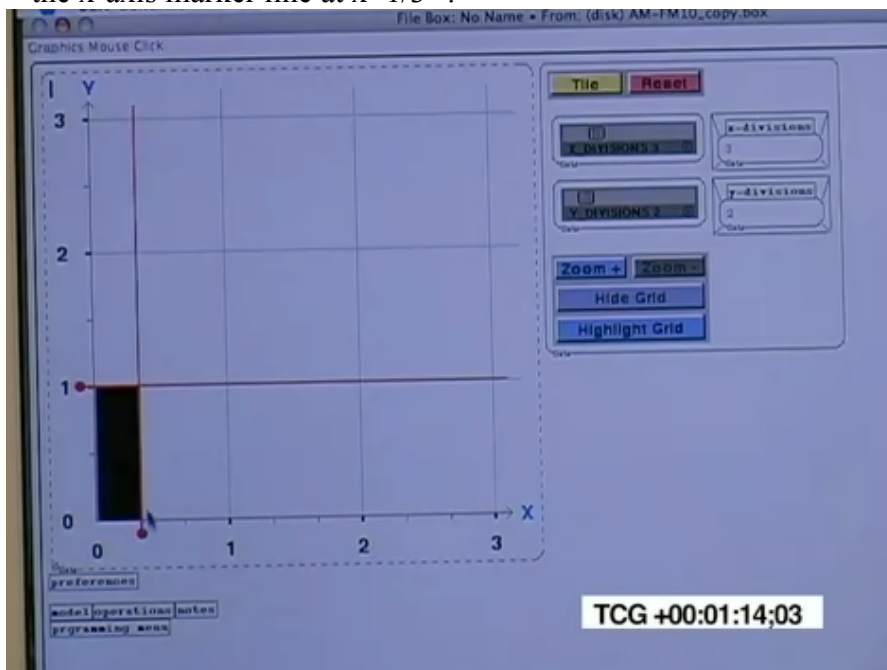 the x-axis marker line at x=1/3".
File Box: No Name • From: (disk) AM-FM10_copy.box
Graphics Mouse Click
Y
3
2
1
0
0 1 2 3
X
Tile Reset
X_DIVISIONS 3
x-divisions
3
Y_DIVISIONS 2
y-divisions
2
Zoom + Zoom -
Hide Grid
Highlight Grid
Data
preferences
model operations notes
prgramming menu
TCG +00:01:14;03